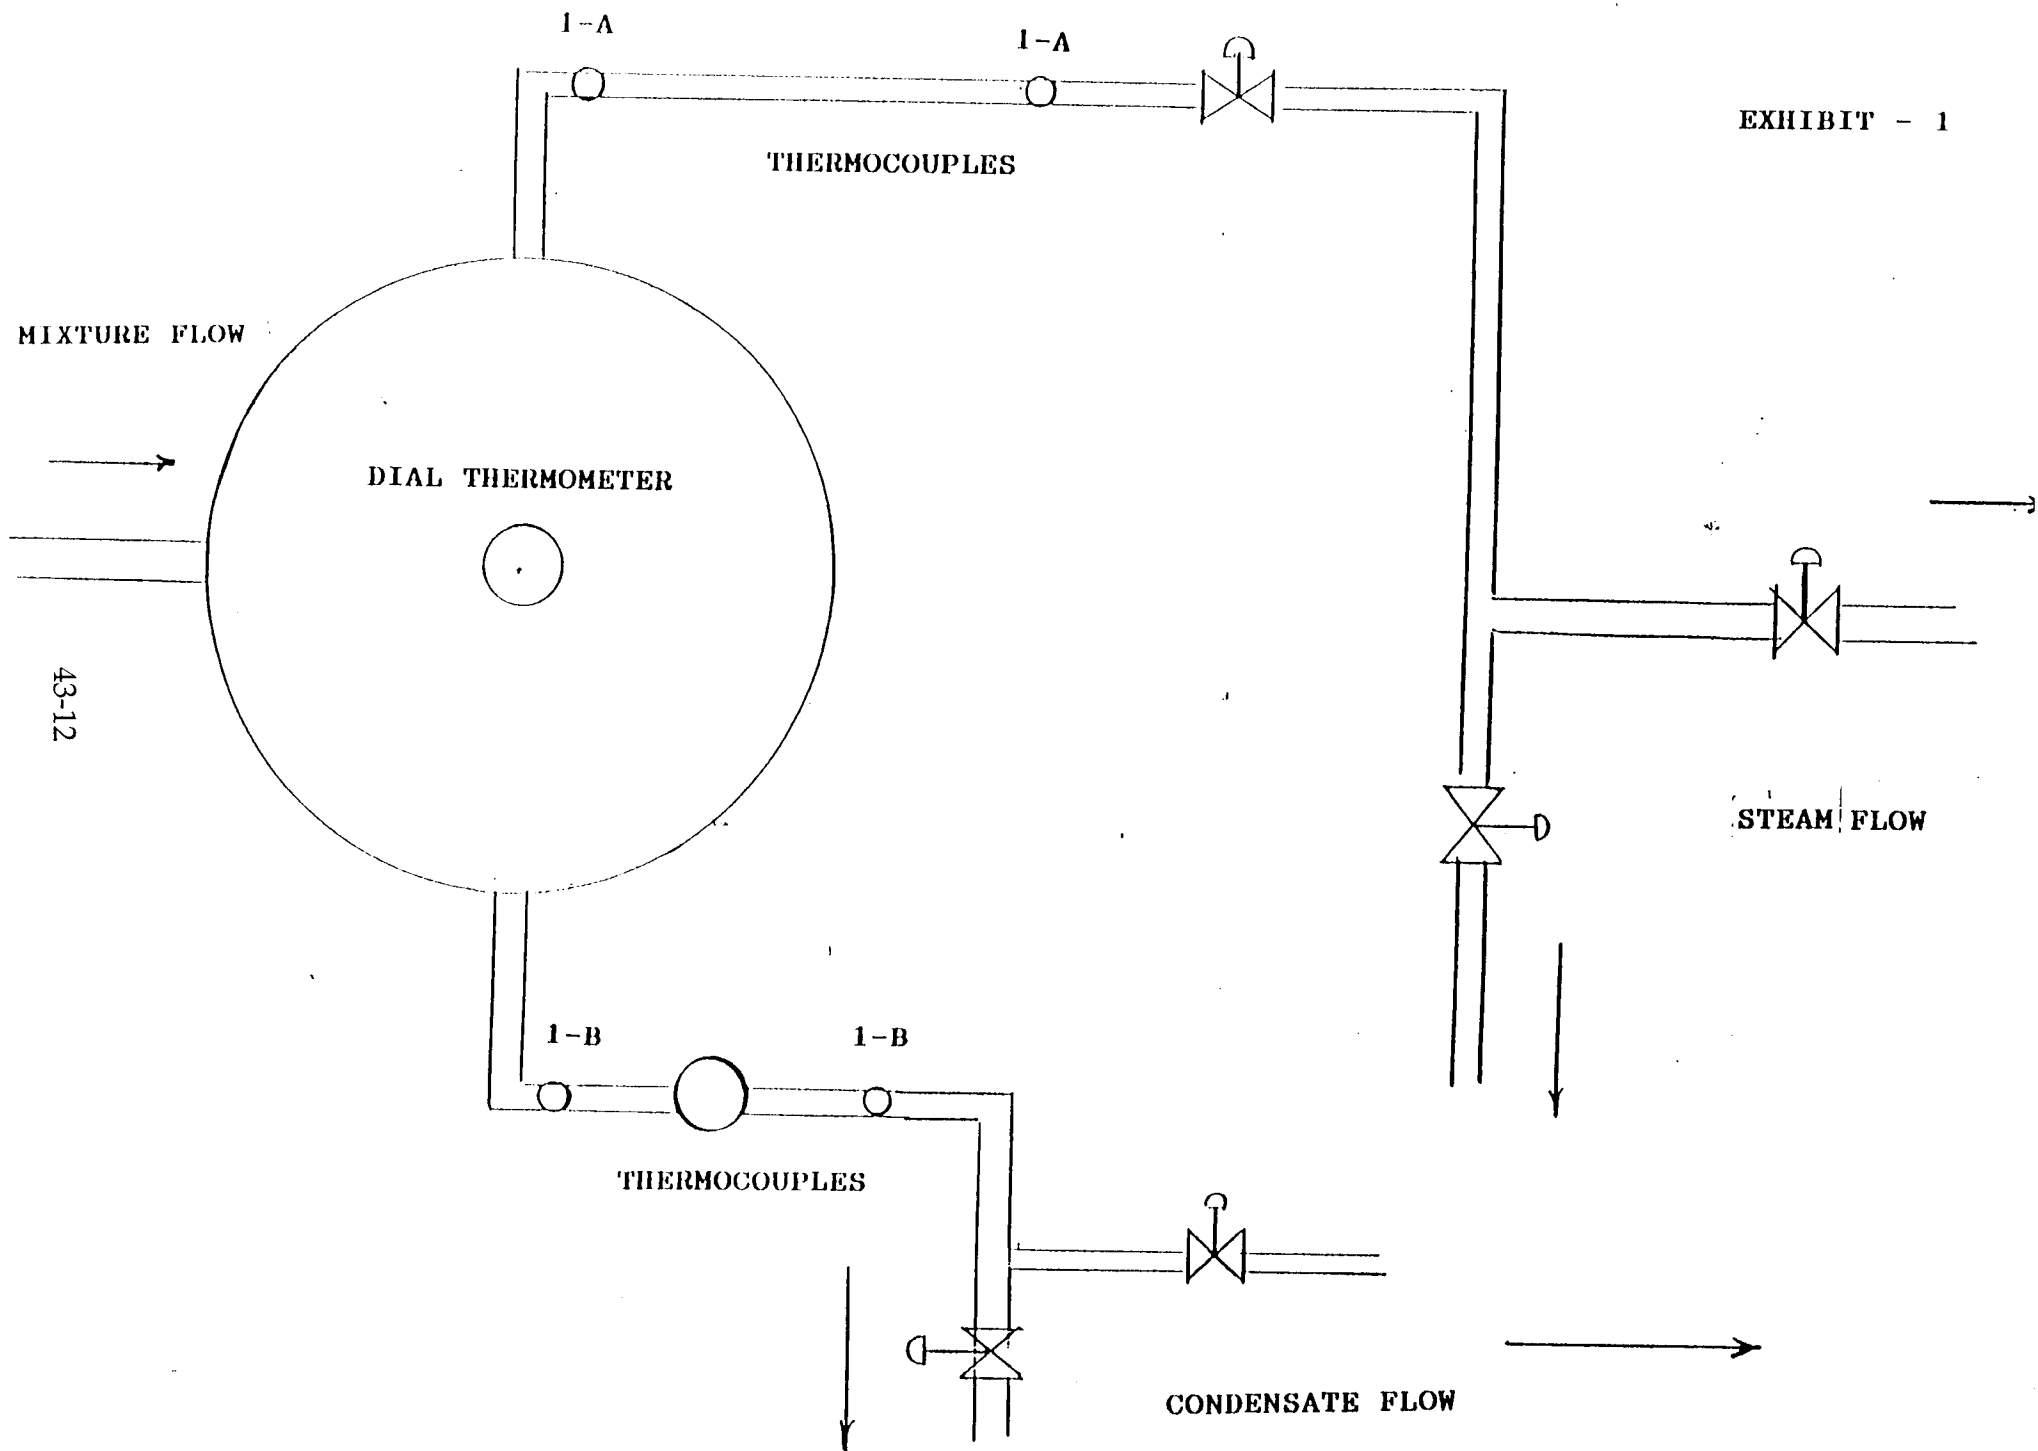 1-A
1-A
EXHIBIT - 1
THERMOCOUPLES
MIXTURE FLOW
DIAL THERMOMETER
43-12
STEAM FLOW
1-B
1-B
THERMOCOUPLES
CONDENSATE FLOW